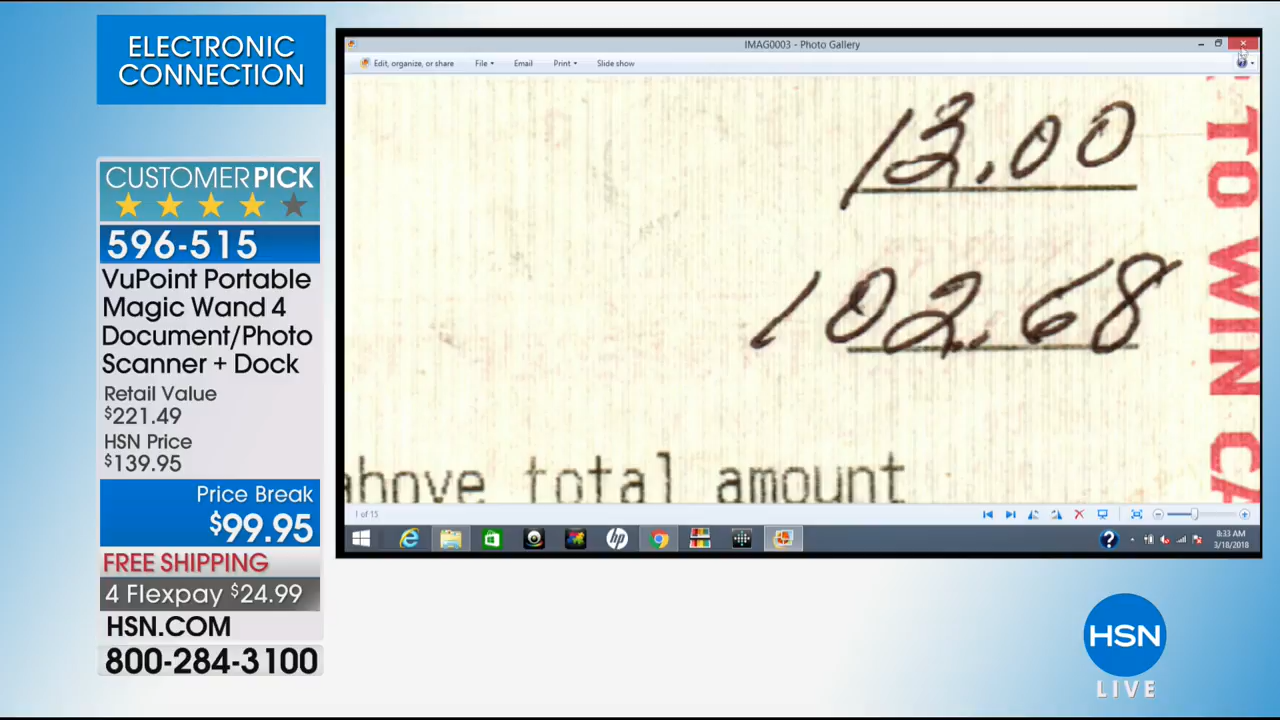 ELECTRONIC
CONNECTION
CUSTOMER PICK
596-515
VuPoint Portable
Magic Wand 4
Document/Photo
Scanner + Dock
Retail Value
$221.49
HSN Price
$139.95
Price Break
$99.95
FREE SHIPPING
4 Flexpay $24.99
HSN.COM
800-284-3100
IMAG0003 - Photo Gallery
Edit, organize, or share
File
Email
Print
Slide show
13.00
102.68
above total amount
TO WIN CA
1 of 15
hp
8:33 AM
3/18/2018
HSN
LIVE